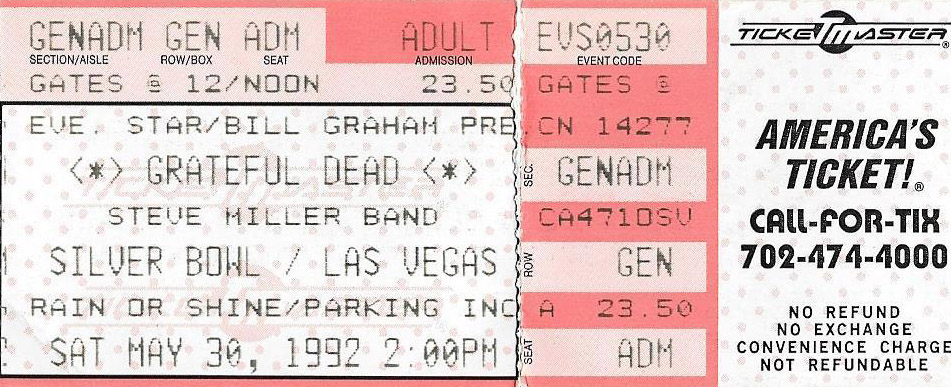 GENADM GEN ADM ADULT
SECTION/AISLE ROW/BOX SEAT ADMISSION
GATES @ 12/NOON 23.50
EVE. STAR/BILL GRAHAM PRE
<*> GRATEFUL DEAD <*>
STEVE MILLER BAND
SILVER BOWL / LAS VEGAS
RAIN OR SHINE/PARKING INC
SAT MAY 30, 1992 2:00PM
EVS0530
EVENT CODE
GATES @
CN 14277
SEC. GENADM
CA4710SV
ROW GEN
A 23.50
SEAT ADM
TICKETMASTER®
AMERICA'S
TICKET!®
CALL-FOR-TIX
702-474-4000
NO REFUND
NO EXCHANGE
CONVENIENCE CHARGE
NOT REFUNDABLE